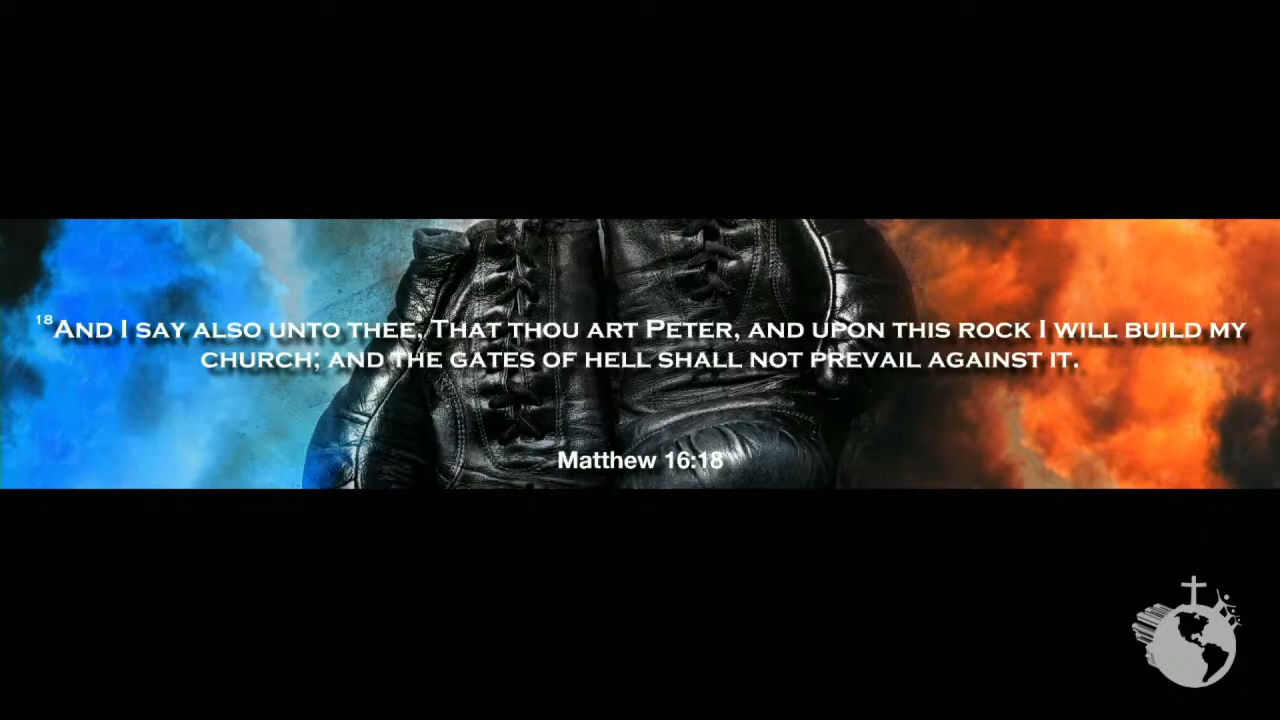 18AND I SAY ALSO UNTO THEE, THAT THOU ART PETER, AND UPON THIS ROCK I WILL BUILD MY
CHURCH; AND THE GATES OF HELL SHALL NOT PREVAIL AGAINST IT.
Matthew 16:18